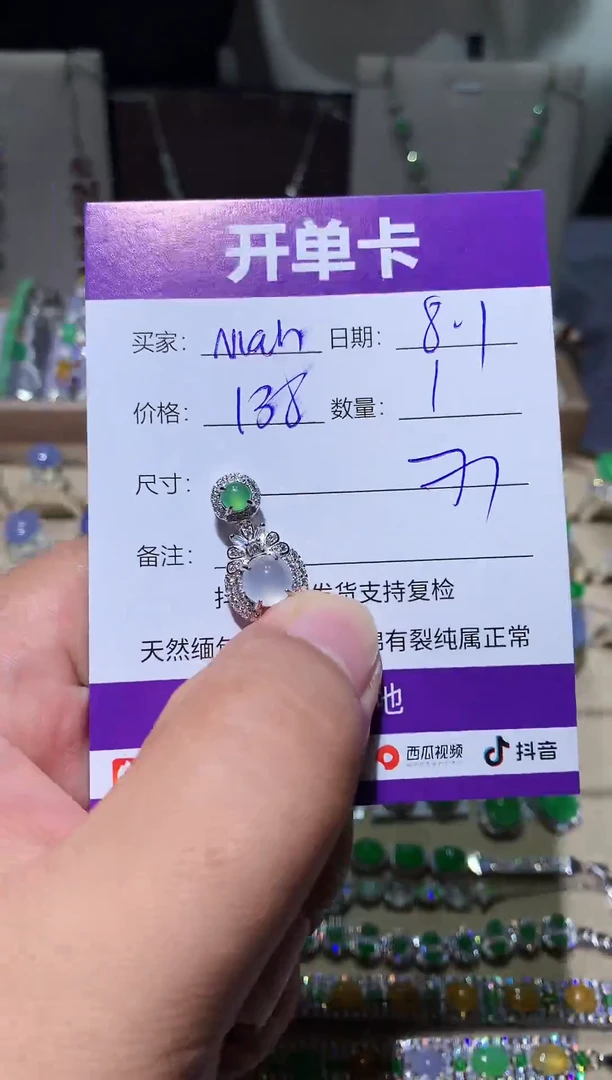 开单卡
买家: Niah 日期: 8.1
价格: 138 数量: 1
尺寸:
备注:
发货支持复检
天然缅 有裂纯属正常
地
西瓜视频 抖音